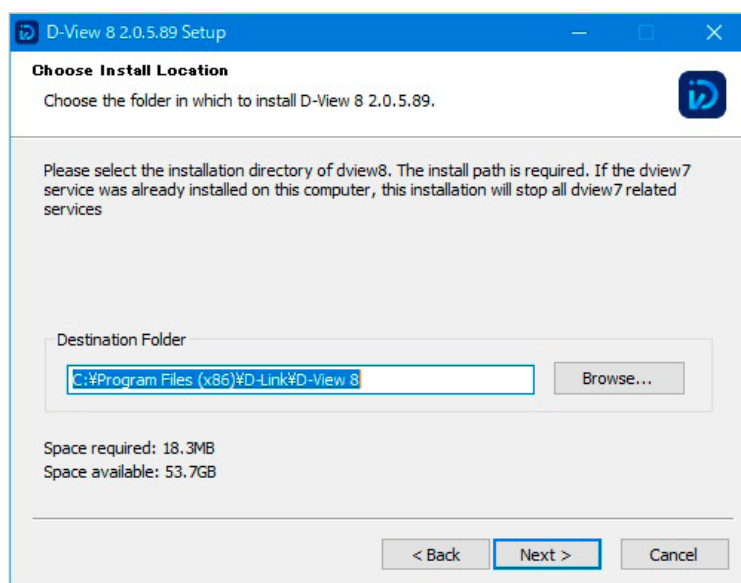 D-View 8 2.0.5.89 Setup
Choose Install Location
Choose the folder in which to install D-View 8 2.0.5.89.
Please select the installation directory of dview8. The install path is required. If the dview7
service was already installed on this computer, this installation will stop all dview7 related
services
Destination Folder
C:¥Program Files (x86)¥D-Link¥D-View 8
Browse...
Space required: 18.3MB
Space available: 53.7GB
< Back
Next >
Cancel